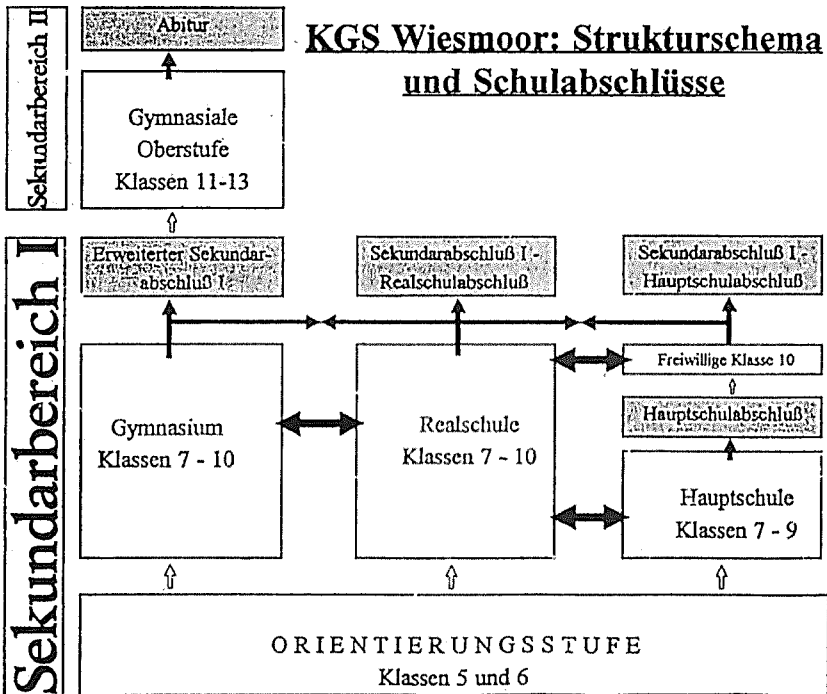 KGS Wiesmoor: Strukturschema
und Schulabschlüsse
Sekundarbereich II
Abitur
Gymnasiale
Oberstufe
Klassen 11-13
Sekundarbereich I
Erweiterter Sekundar-
abschluß I
Sekundarabschluß I -
Realschulabschluß
Sekundarabschluß I -
Hauptschulabschluß
Freiwillige Klasse 10
Hauptschulabschluß
Gymnasium
Klassen 7 - 10
Realschule
Klassen 7 - 10
Hauptschule
Klassen 7 - 9
ORIENTIERUNGSSTUFE
Klassen 5 und 6